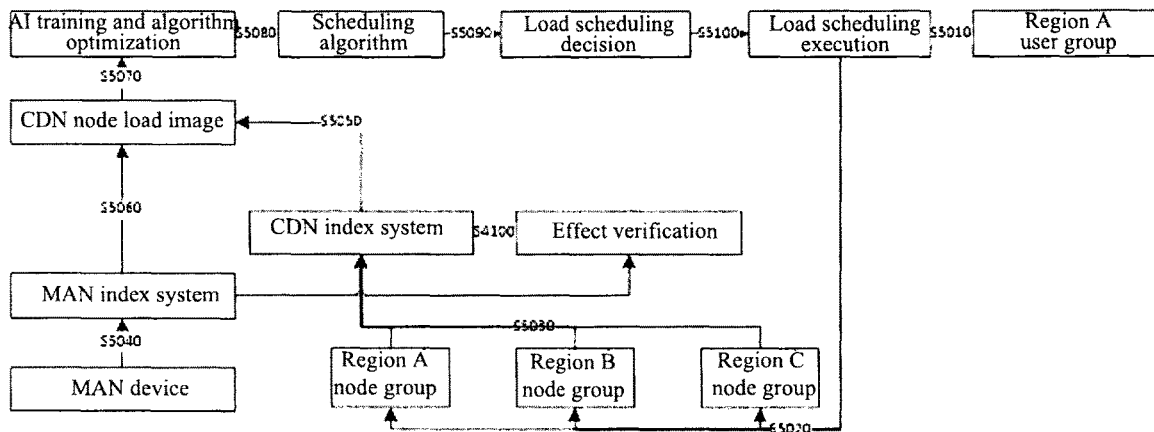 AI training and algorithm
optimization
S5080
Scheduling
algorithm
S5090
Load scheduling
decision
S5100
Load scheduling
execution
S5010
Region A
user group
S5070
CDN node load image
S5050
S5060
CDN index system
S4100
Effect verification
MAN index system
S5040
S5030
MAN device
Region A
node group
Region B
node group
Region C
node group
S5020